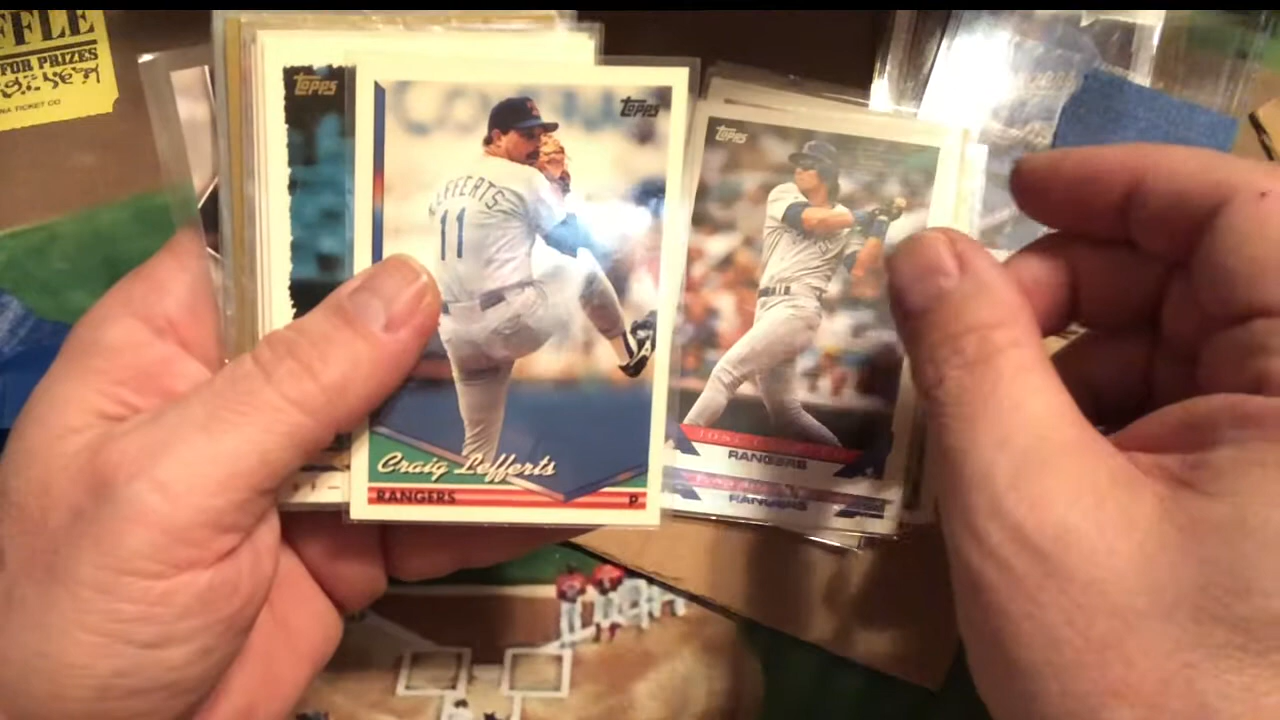 FFLE
FOR PRIZES
NA TICKET CO
TOPPS
TOPPS
TOPPS
LEFFERTS
11
Craig Lefferts
RANGERS P
RANGERS
RANGERS